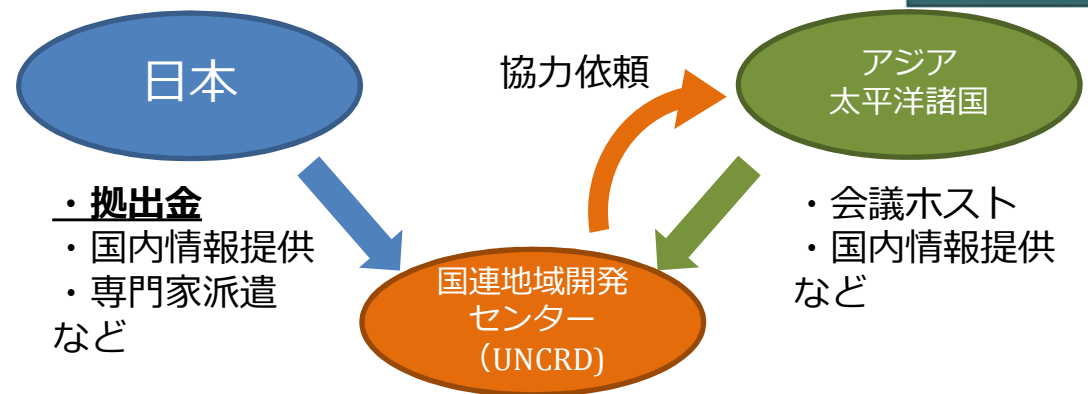 日本
協力依頼
アジア
太平洋諸国
・拠出金
・国内情報提供
・専門家派遣
など
・会議ホスト
・国内情報提供
など
国連地域開発
センター
（UNCRD)